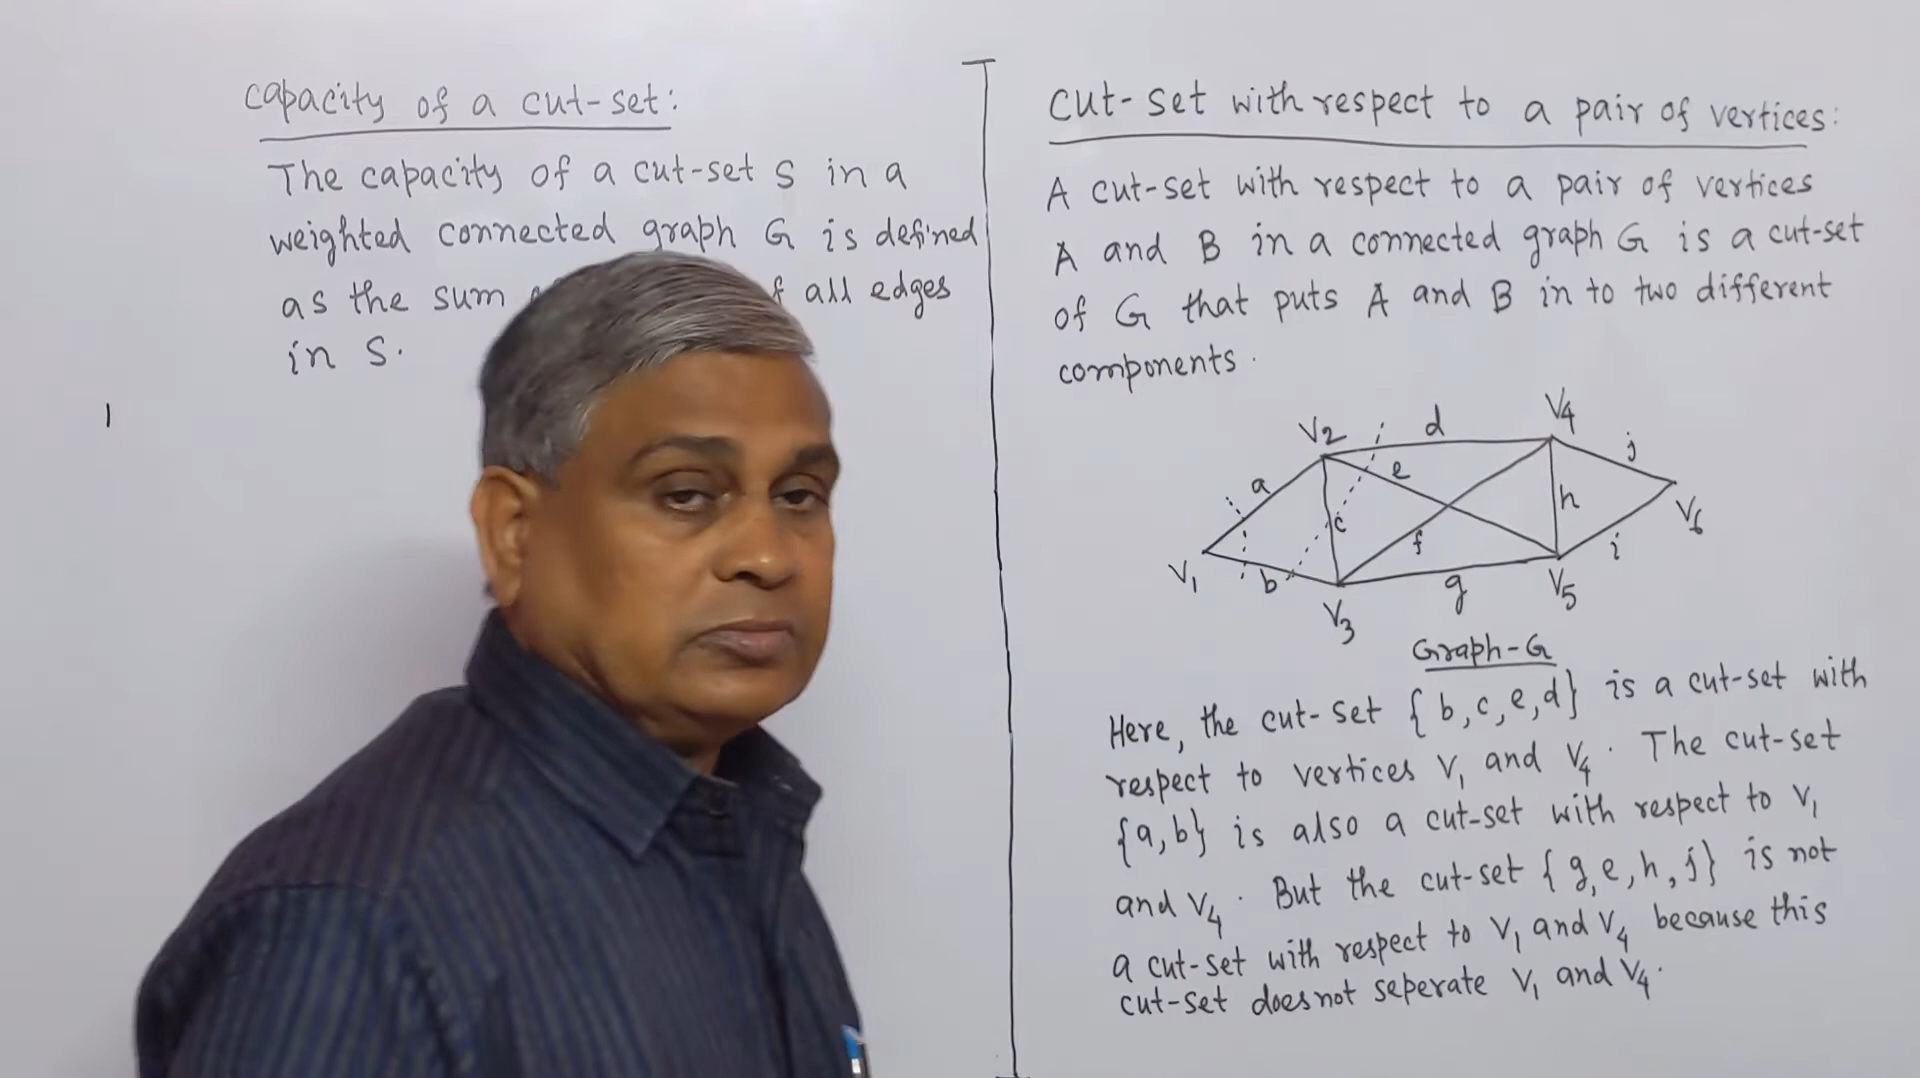 Capacity of a cut-set:
The capacity of a cut-set S in a
weighted connected graph G is defined
as the sum all edges
in S.
Cut-set with respect to a pair of vertices:
A cut-set with respect to a pair of vertices
A and B in a connected graph G is a cut-set
of G that puts A and B in to two different
components.
V4
V2 d
j
e
a
h
c
V6
f
i
V1
b
g
V5
V3
Graph-G
Here, the cut-set {b,c,e,d} is a cut-set with
respect to vertices V1 and V4. The cut-set
{a,b} is also a cut-set with respect to V1
and V4. But the cut-set {g,e,h,j} is not
a cut-set with respect to V1 and V4 because this
cut-set does not seperate V1 and V4.